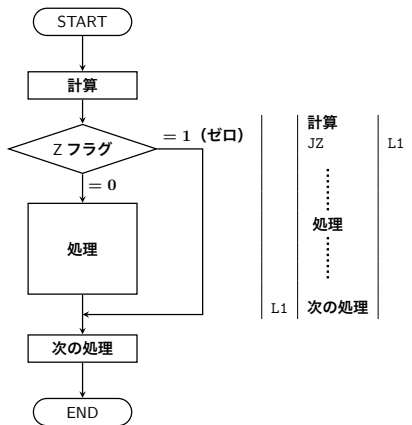 START
計算
Z フラグ
= 1（ゼロ）
= 0
処理
次の処理
END
計算
JZ L1
処理
L1 次の処理